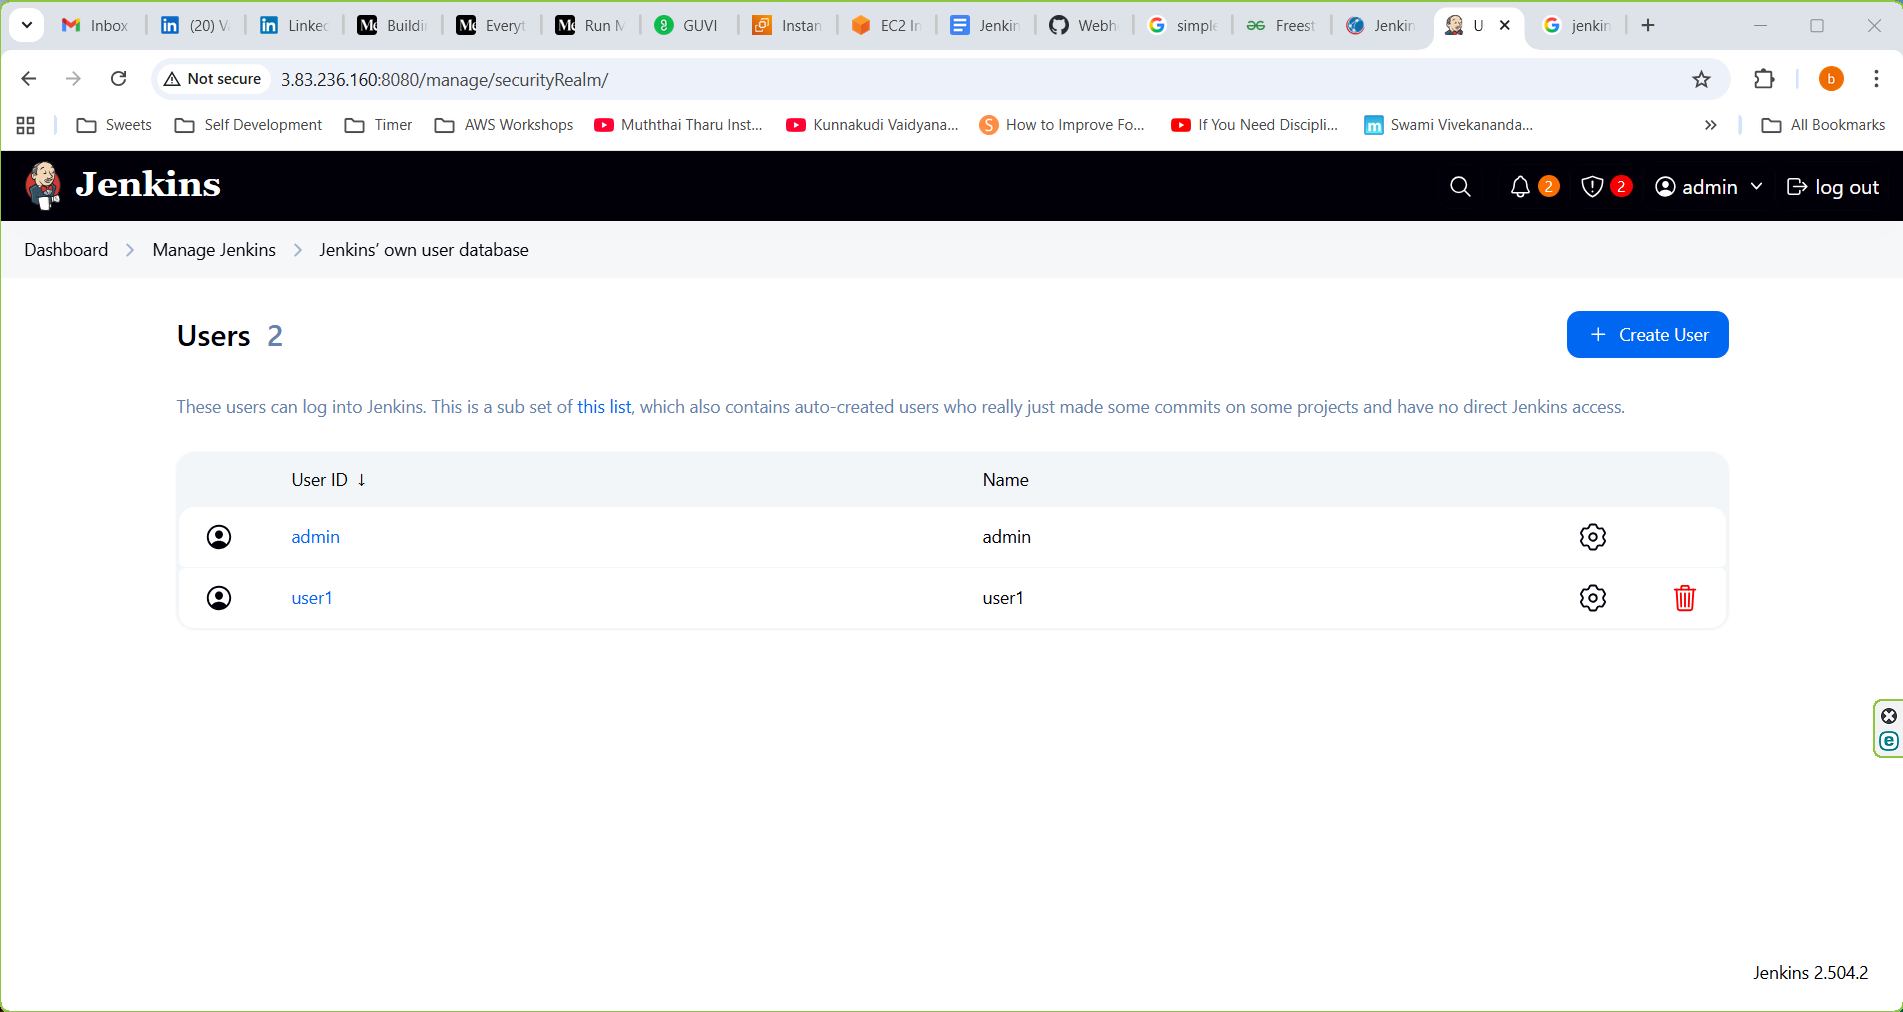 Inbox
(20) V
Linked
Buildin
Everyt
Run M
GUVI
Instan
EC2 In
Jenkin
Webh
simple
Freest
Jenkin
U
jenkin
Not secure
3.83.236.160:8080/manage/securityRealm/
b
Sweets
Self Development
Timer
AWS Workshops
Muththai Tharu Inst...
Kunnakudi Vaidyana...
How to Improve Fo...
If You Need Discipli...
Swami Vivekananda...
All Bookmarks
Jenkins
2
2
admin
log out
Dashboard
Manage Jenkins
Jenkins’ own user database
Users 2
+ Create User
These users can log into Jenkins. This is a sub set of this list, which also contains auto-created users who really just made some commits on some projects and have no direct Jenkins access.
User ID ↓ Name
admin admin
user1 user1
Jenkins 2.504.2